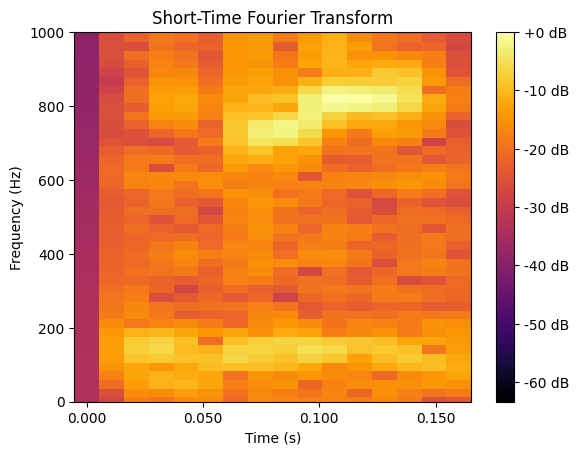 Short-Time Fourier Transform
1000
800
600
400
200
0
Frequency (Hz)
0.000
0.050
0.100
0.150
Time (s)
+0 dB
-10 dB
-20 dB
-30 dB
-40 dB
-50 dB
-60 dB